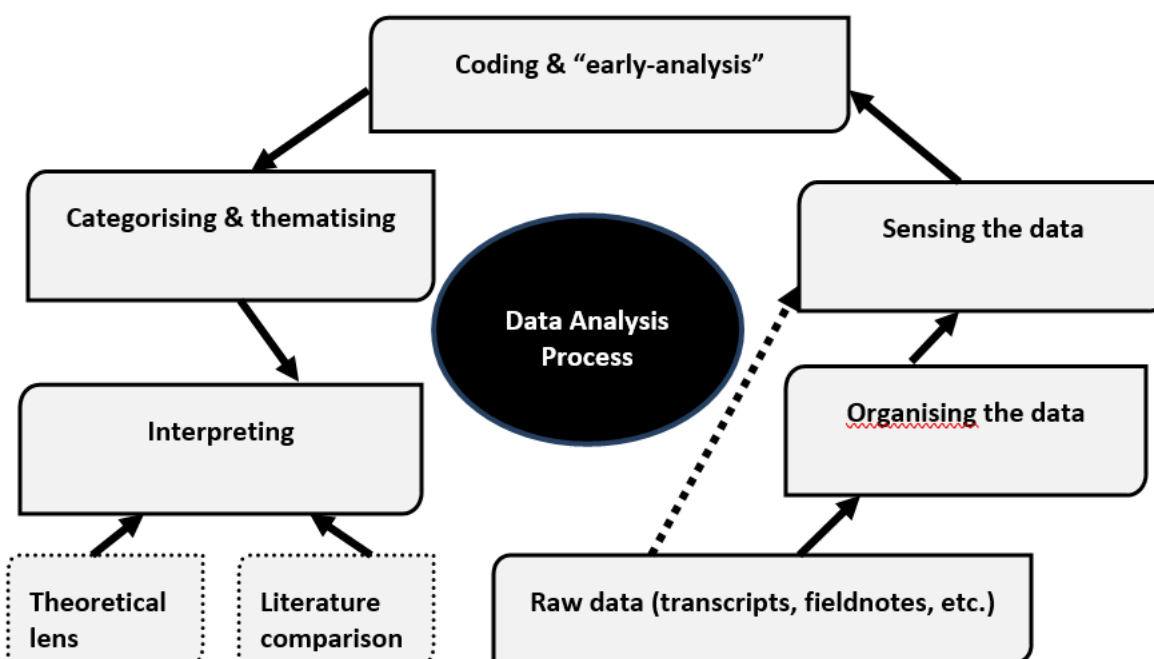 Coding & “early-analysis”
Categorising & thematising
Sensing the data
Data Analysis
Process
Organising the data
Interpreting
Theoretical
lens
Literature
comparison
Raw data (transcripts, fieldnotes, etc.)